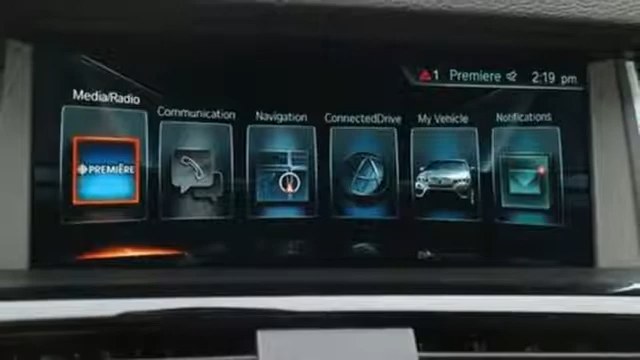 1 Premiere 2:19 pm
Media/Radio
Communication
Navigation
ConnectedDrive
My Vehicle
Notifications
PREMIÈRE